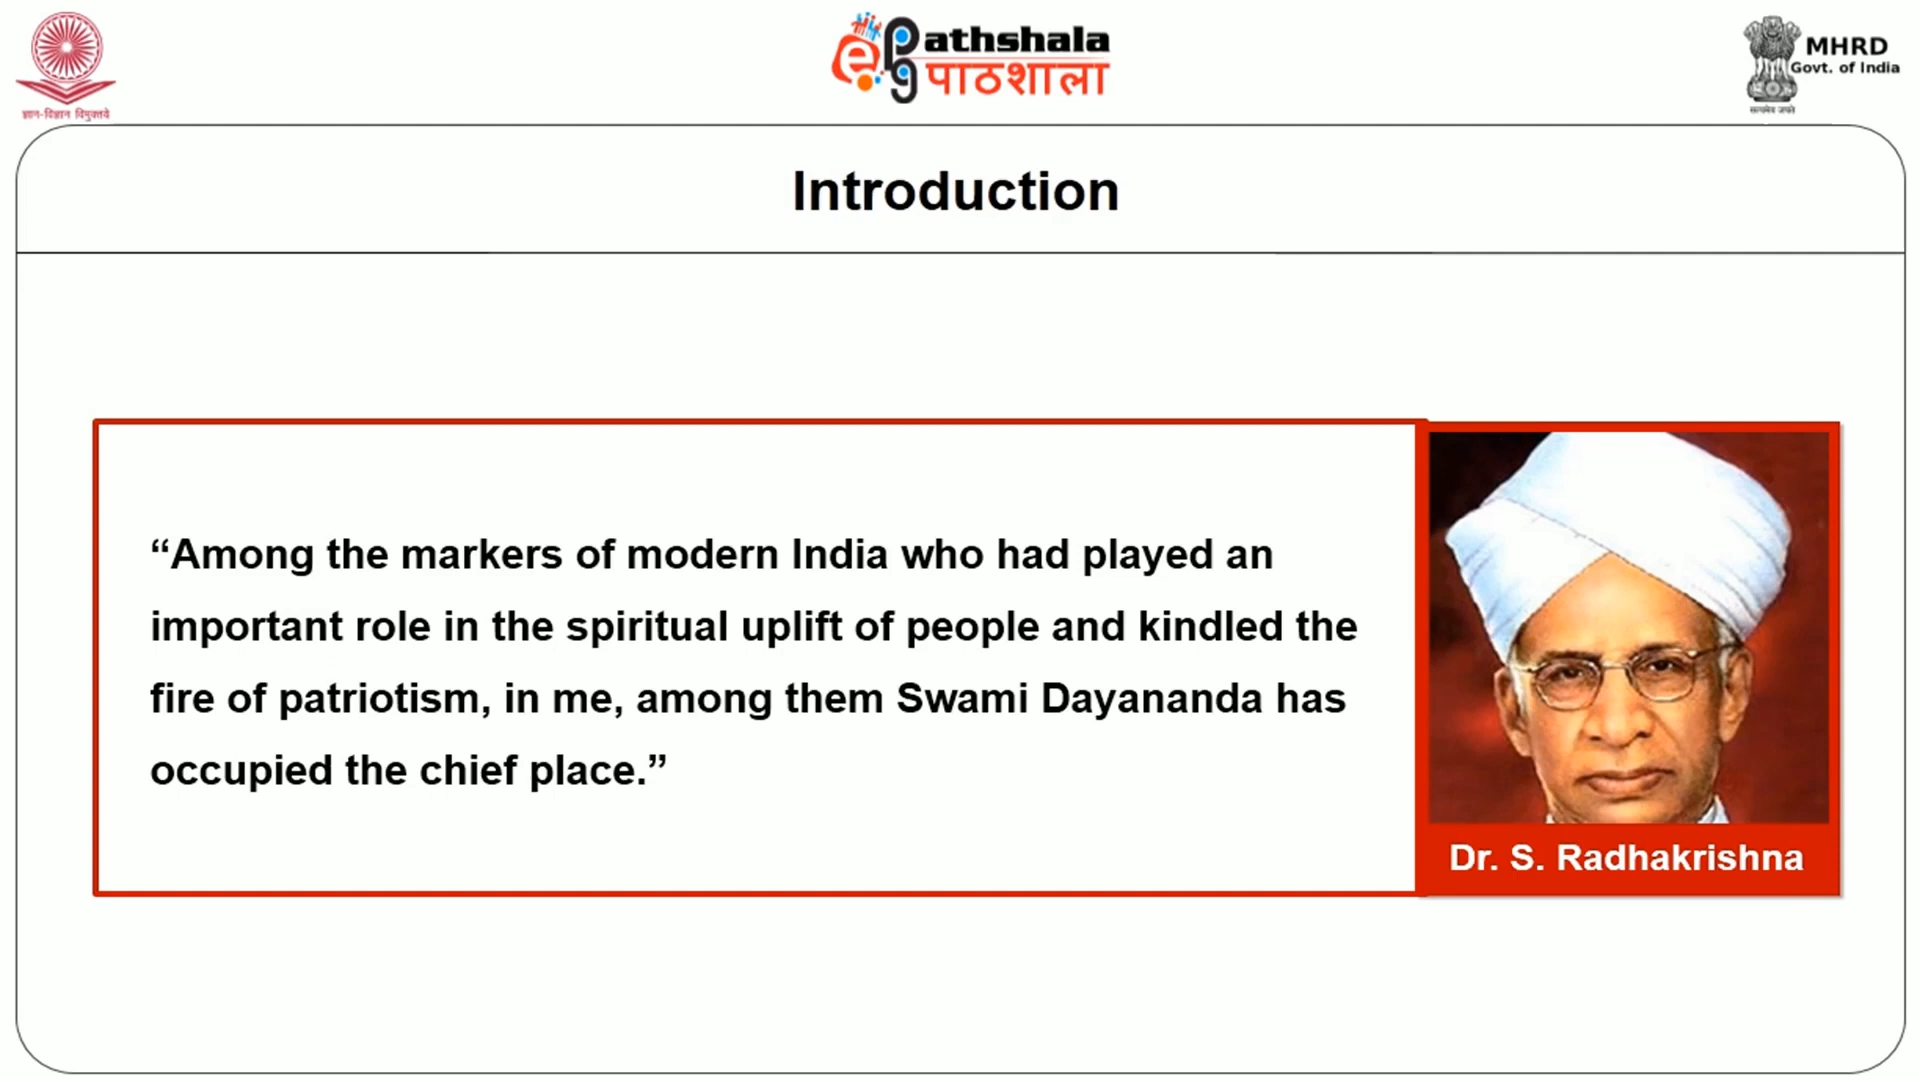 ज्ञान-विज्ञान विमुक्तये
e
pg
Pathshala
पाठशाला
MHRD
Govt. of India
सत्यमेव जयते
Introduction
“Among the markers of modern India who had played an
important role in the spiritual uplift of people and kindled the
fire of patriotism, in me, among them Swami Dayananda has
occupied the chief place.”
Dr. S. Radhakrishna